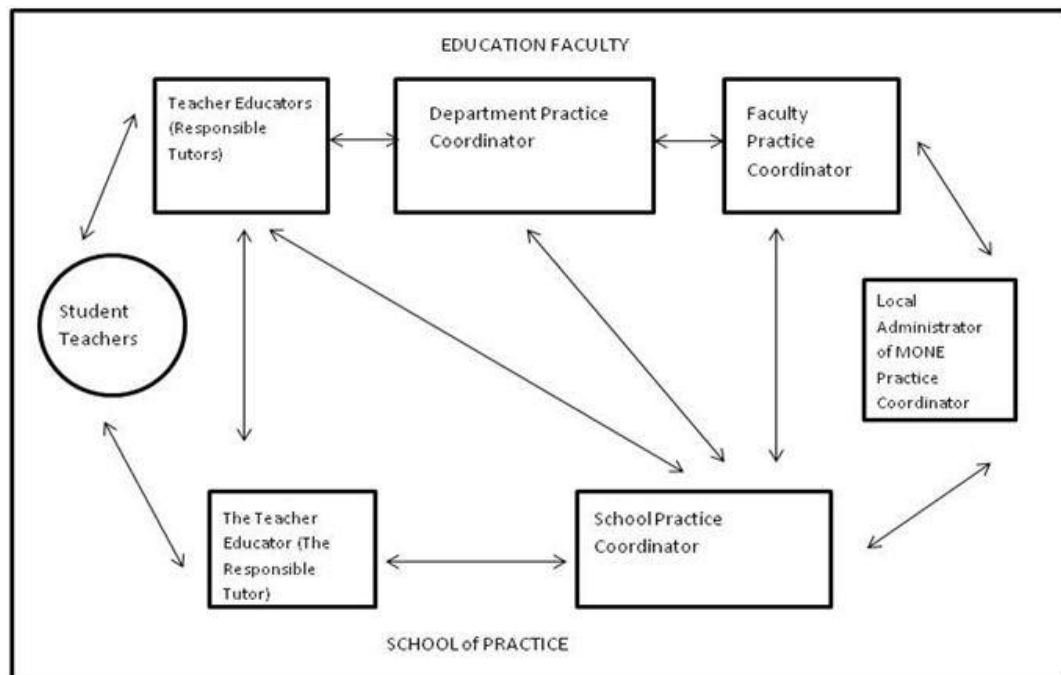 EDUCATION FACULTY
Teacher Educators
(Responsible
Tutors)
Department Practice
Coordinator
Faculty
Practice
Coordinator
Student
Teachers
Local
Administrator
of MONE
Practice
Coordinator
The Teacher
Educator (The
Responsible
Tutor)
School Practice
Coordinator
SCHOOL of PRACTICE